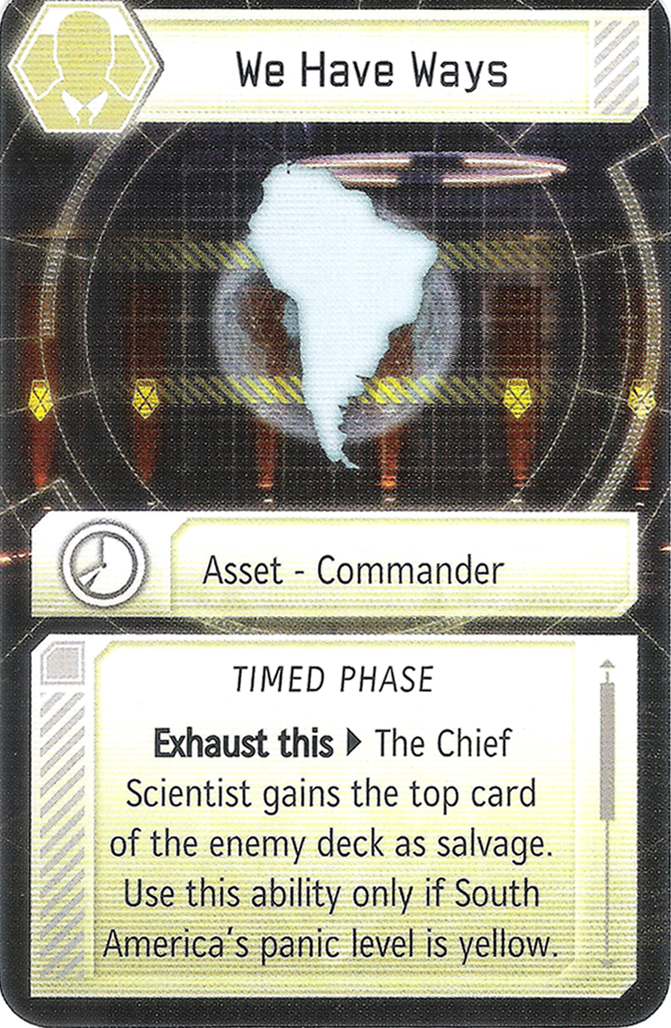 We Have Ways
Asset - Commander
TIMED PHASE
Exhaust this ▶ The Chief
Scientist gains the top card
of the enemy deck as salvage.
Use this ability only if South
America's panic level is yellow.